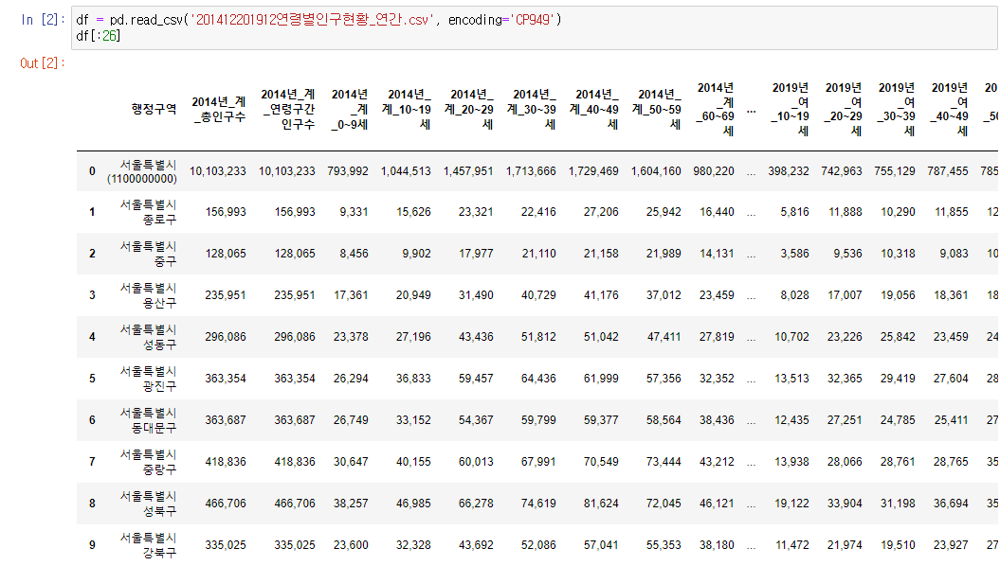 In [2]: df = pd.read_csv('201412201912연령별인구현황_연간.csv', encoding='CP949')
df[:26]
Out[2]:
행정구역 2014년_계_총인구수 2014년_계_연령구간인구수 2014년_계_0~9세 2014년_계_10~19세 2014년_계_20~29세 2014년_계_30~39세 2014년_계_40~49세 2014년_계_50~59세 2014년_계_60~69세 ... 2019년_여_10~19세 2019년_여_20~29세 2019년_여_30~39세 2019년_여_40~49세
0 서울특별시 (1100000000) 10,103,233 10,103,233 793,992 1,044,513 1,457,951 1,713,666 1,729,469 1,604,160 980,220 ... 398,232 742,963 755,129 787,455 785
1 서울특별시 종로구 156,993 156,993 9,331 15,626 23,321 22,416 27,206 25,942 16,440 ... 5,816 11,888 10,290 11,855 12
2 서울특별시 중구 128,065 128,065 8,456 9,902 17,977 21,110 21,158 21,989 14,131 ... 3,586 9,536 10,318 9,083 10
3 서울특별시 용산구 235,951 235,951 17,361 20,949 31,490 40,729 41,176 37,012 23,459 ... 8,028 17,007 19,056 18,361 18
4 서울특별시 성동구 296,086 296,086 23,378 27,196 43,436 51,812 51,042 47,411 27,819 ... 10,702 23,226 25,842 23,459 24
5 서울특별시 광진구 363,354 363,354 26,294 36,833 59,457 64,436 61,999 57,356 32,352 ... 13,513 32,365 29,419 27,604 28
6 서울특별시 동대문구 363,687 363,687 26,749 33,152 54,367 59,799 59,377 58,564 38,436 ... 12,435 27,251 24,785 25,411 27
7 서울특별시 중랑구 418,836 418,836 30,647 40,155 60,013 67,991 70,549 73,444 43,212 ... 13,938 28,066 28,761 28,765 35
8 서울특별시 성북구 466,706 466,706 38,257 46,985 66,278 74,619 81,624 72,045 46,121 ... 19,122 33,904 31,198 36,694 35
9 서울특별시 강북구 335,025 335,025 23,600 32,328 43,692 52,086 57,041 55,353 38,180 ... 11,472 21,974 19,510 23,927 27